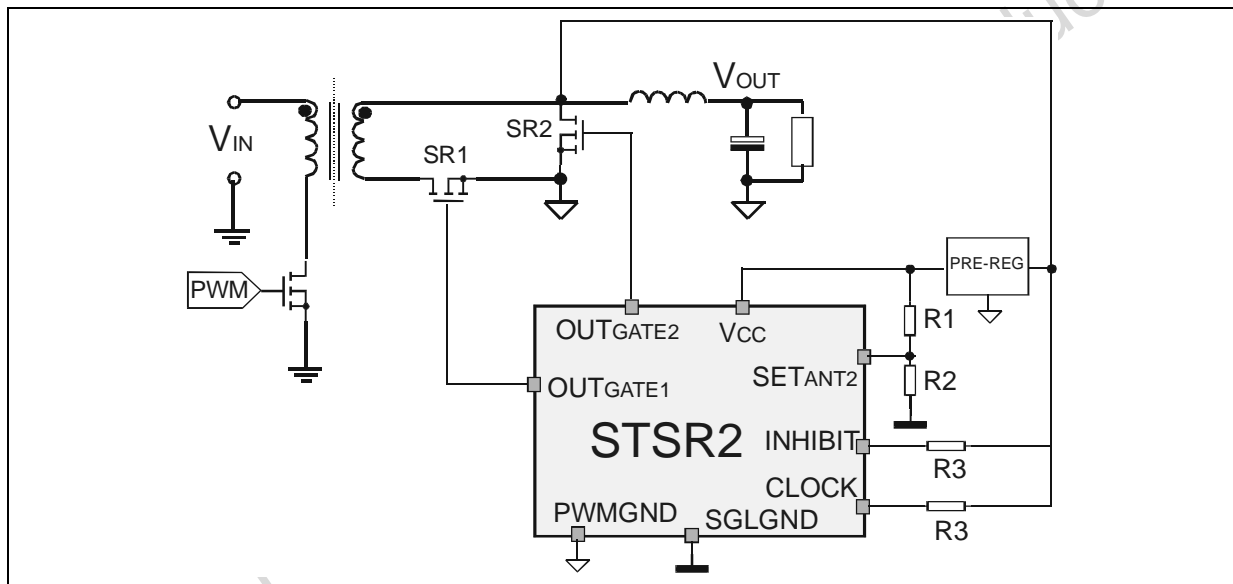 VOUT
VIN
SR2
SR1
PRE-REG
PWM
R1
OUTGATE2
VCC
SETANT2
R2
OUTGATE1
STSR2
INHIBIT
R3
CLOCK
PWMGND
SGLGND
R3